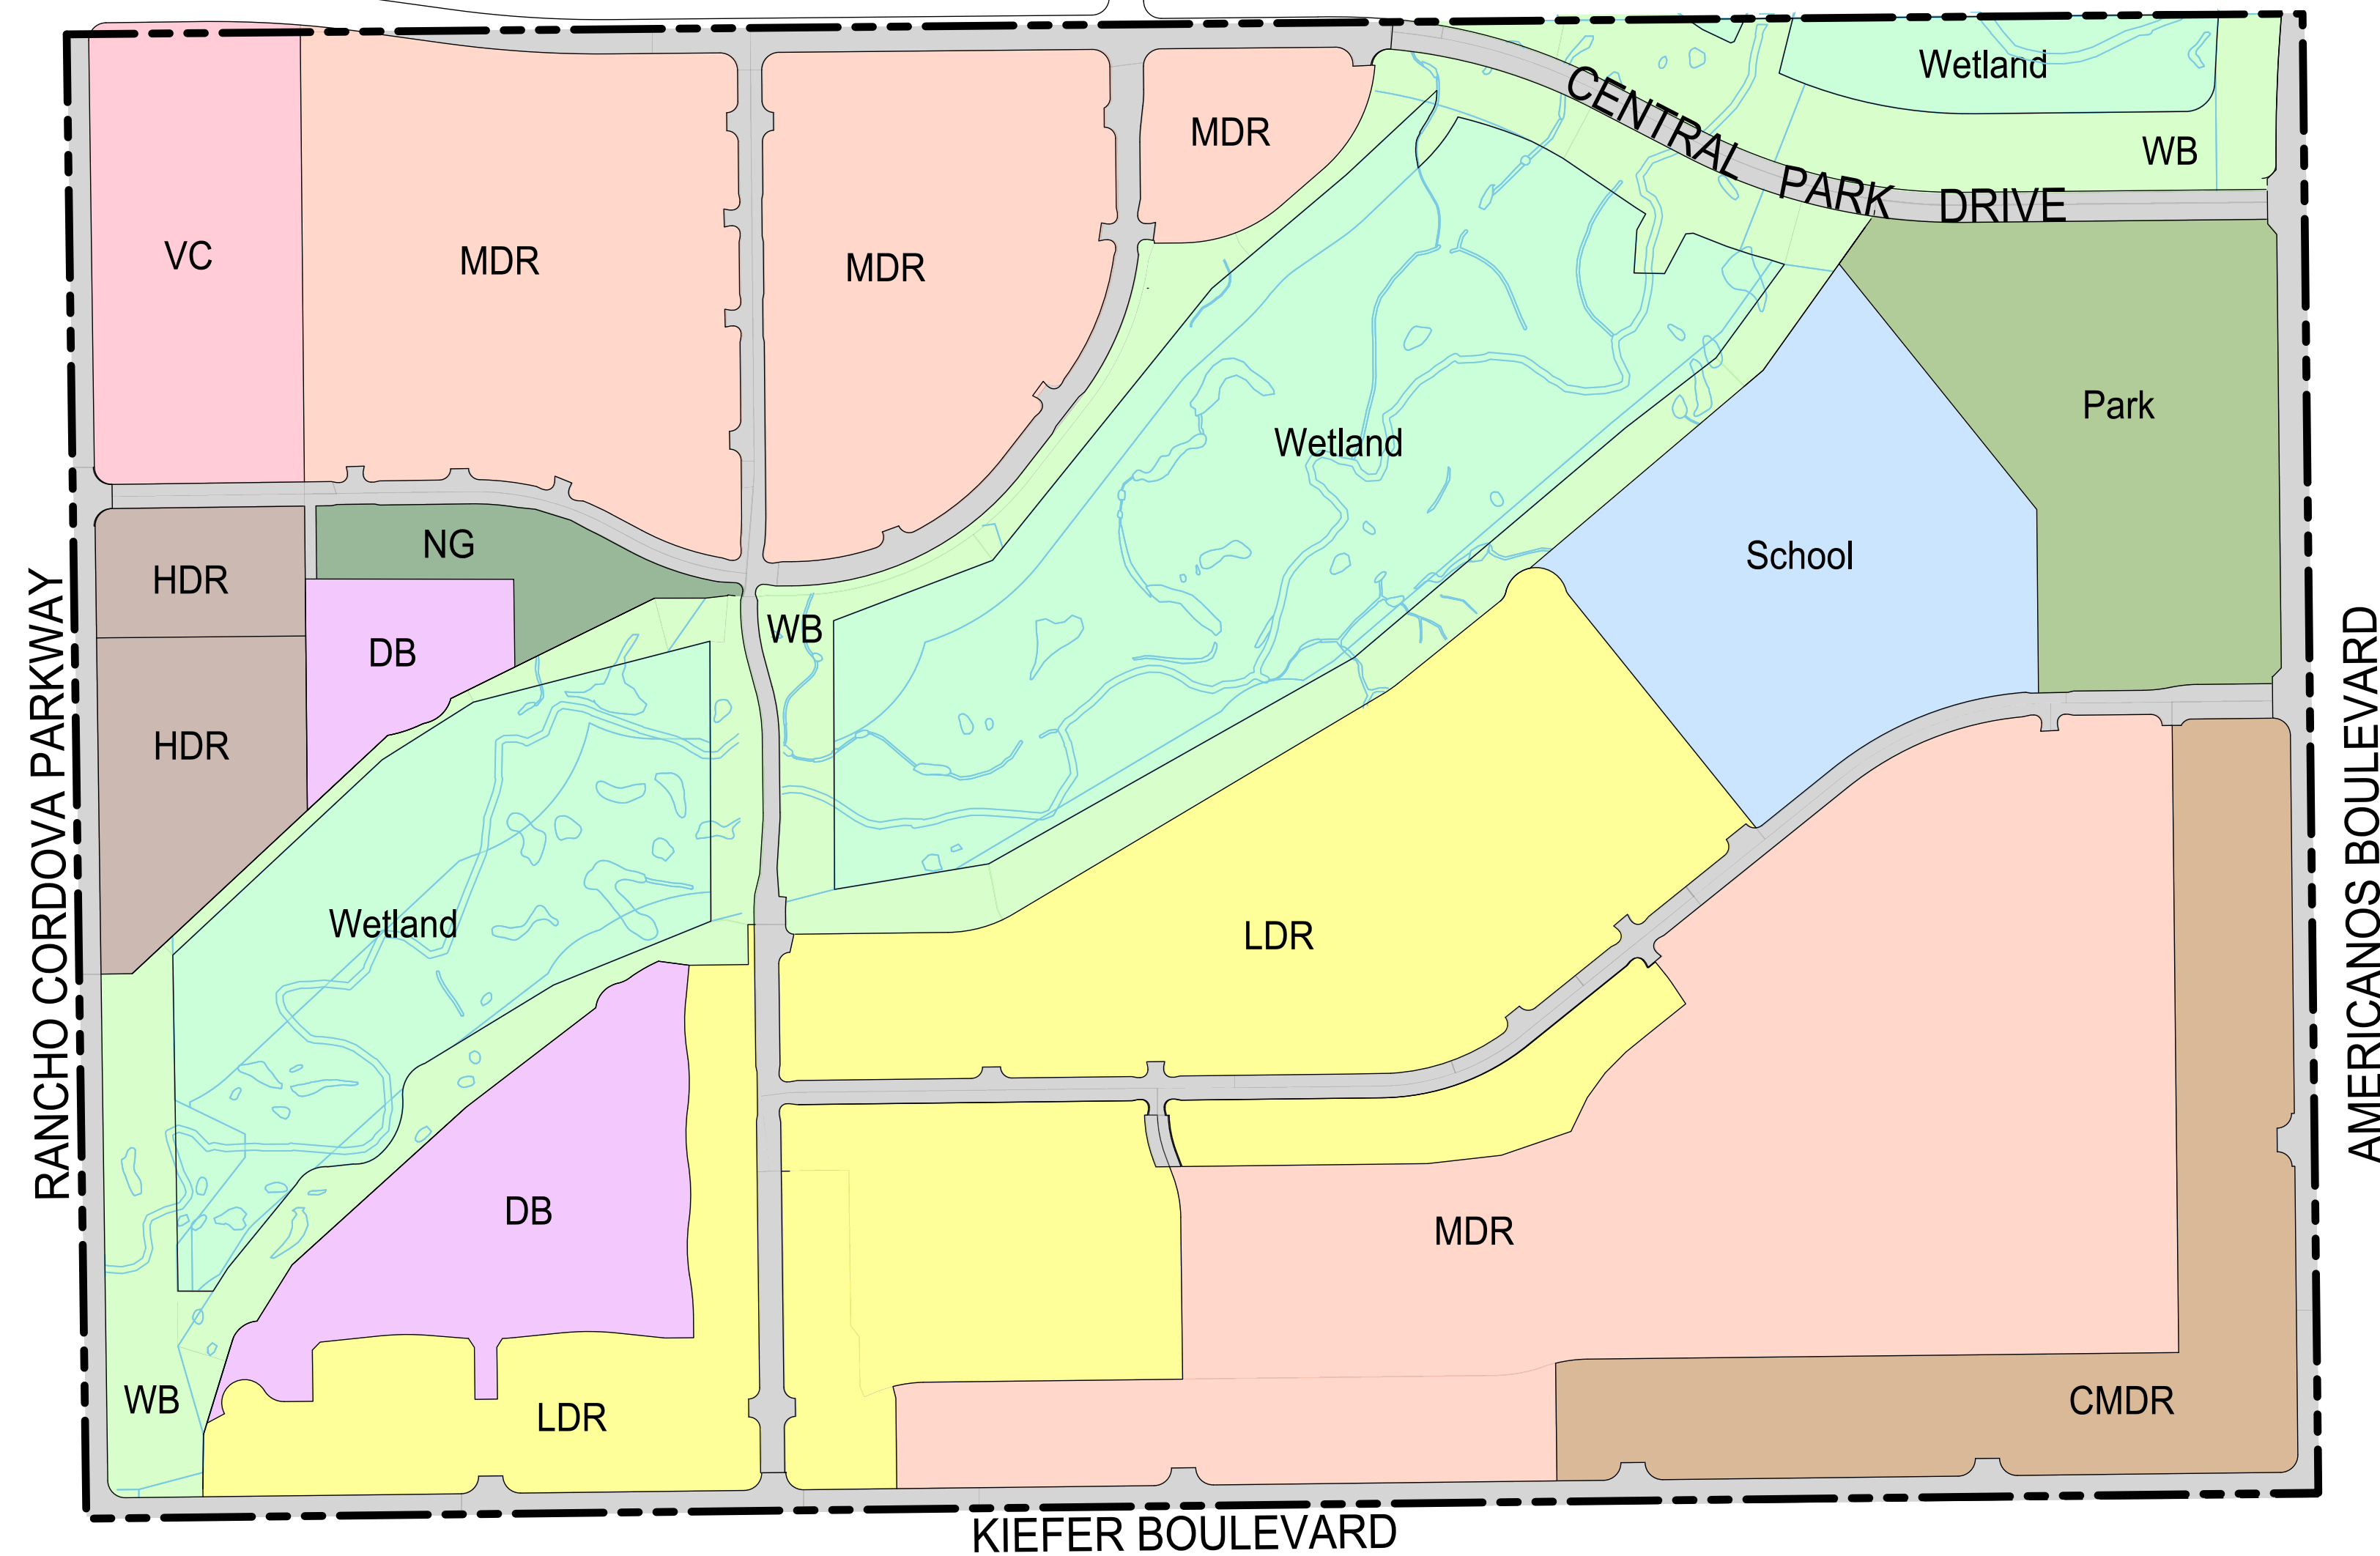 Wetland
CENTRAL PARK DRIVE
MDR
WB
VC
MDR
MDR
Park
Wetland
NG
School
HDR
WB
DB
HDR
RANCHO CORDOVA PARKWAY
AMERICANOS BOULEVARD
Wetland
LDR
DB
MDR
WB
LDR
CMDR
KIEFER BOULEVARD